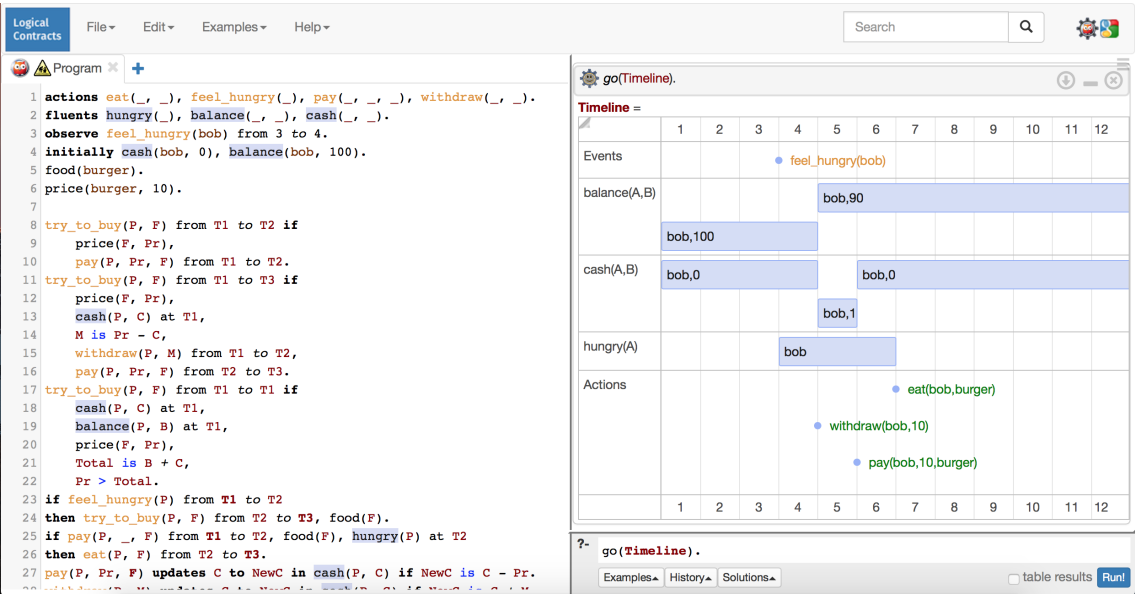 Logical
Contracts
File Edit Examples Help
Search
Program
1 actions eat(_, _), feel_hungry(_), pay(_, _, _), withdraw(_, _).
2 fluents hungry(_), balance(_, _), cash(_, _).
3 observe feel_hungry(bob) from 3 to 4.
4 initially cash(bob, 0), balance(bob, 100).
5 food(burger).
6 price(burger, 10).
7
8 try_to_buy(P, F) from T1 to T2 if
9 price(F, Pr),
10 pay(P, Pr, F) from T1 to T2.
11 try_to_buy(P, F) from T1 to T3 if
12 price(F, Pr),
13 cash(P, C) at T1,
14 M is Pr - C,
15 withdraw(P, M) from T1 to T2,
16 pay(P, Pr, F) from T2 to T3.
17 try_to_buy(P, F) from T1 to T1 if
18 cash(P, C) at T1,
19 balance(P, B) at T1,
20 price(F, Pr),
21 Total is B + C,
22 Pr > Total.
23 if feel_hungry(P) from T1 to T2
24 then try_to_buy(P, F) from T2 to T3, food(F).
25 if pay(P, _, F) from T1 to T2, food(F), hungry(P) at T2
26 then eat(P, F) from T2 to T3.
27 pay(P, Pr, F) updates C to NewC in cash(P, C) if NewC is C - Pr.
go(Timeline).
Timeline =
1 2 3 4 5 6 7 8 9 10 11 12
Events
feel_hungry(bob)
balance(A,B)
bob,90
bob,100
cash(A,B)
bob,0 bob,0
bob,1
hungry(A)
bob
Actions
eat(bob,burger)
withdraw(bob,10)
pay(bob,10,burger)
1 2 3 4 5 6 7 8 9 10 11 12
?- go(Timeline).
Examples History Solutions
table results Run!